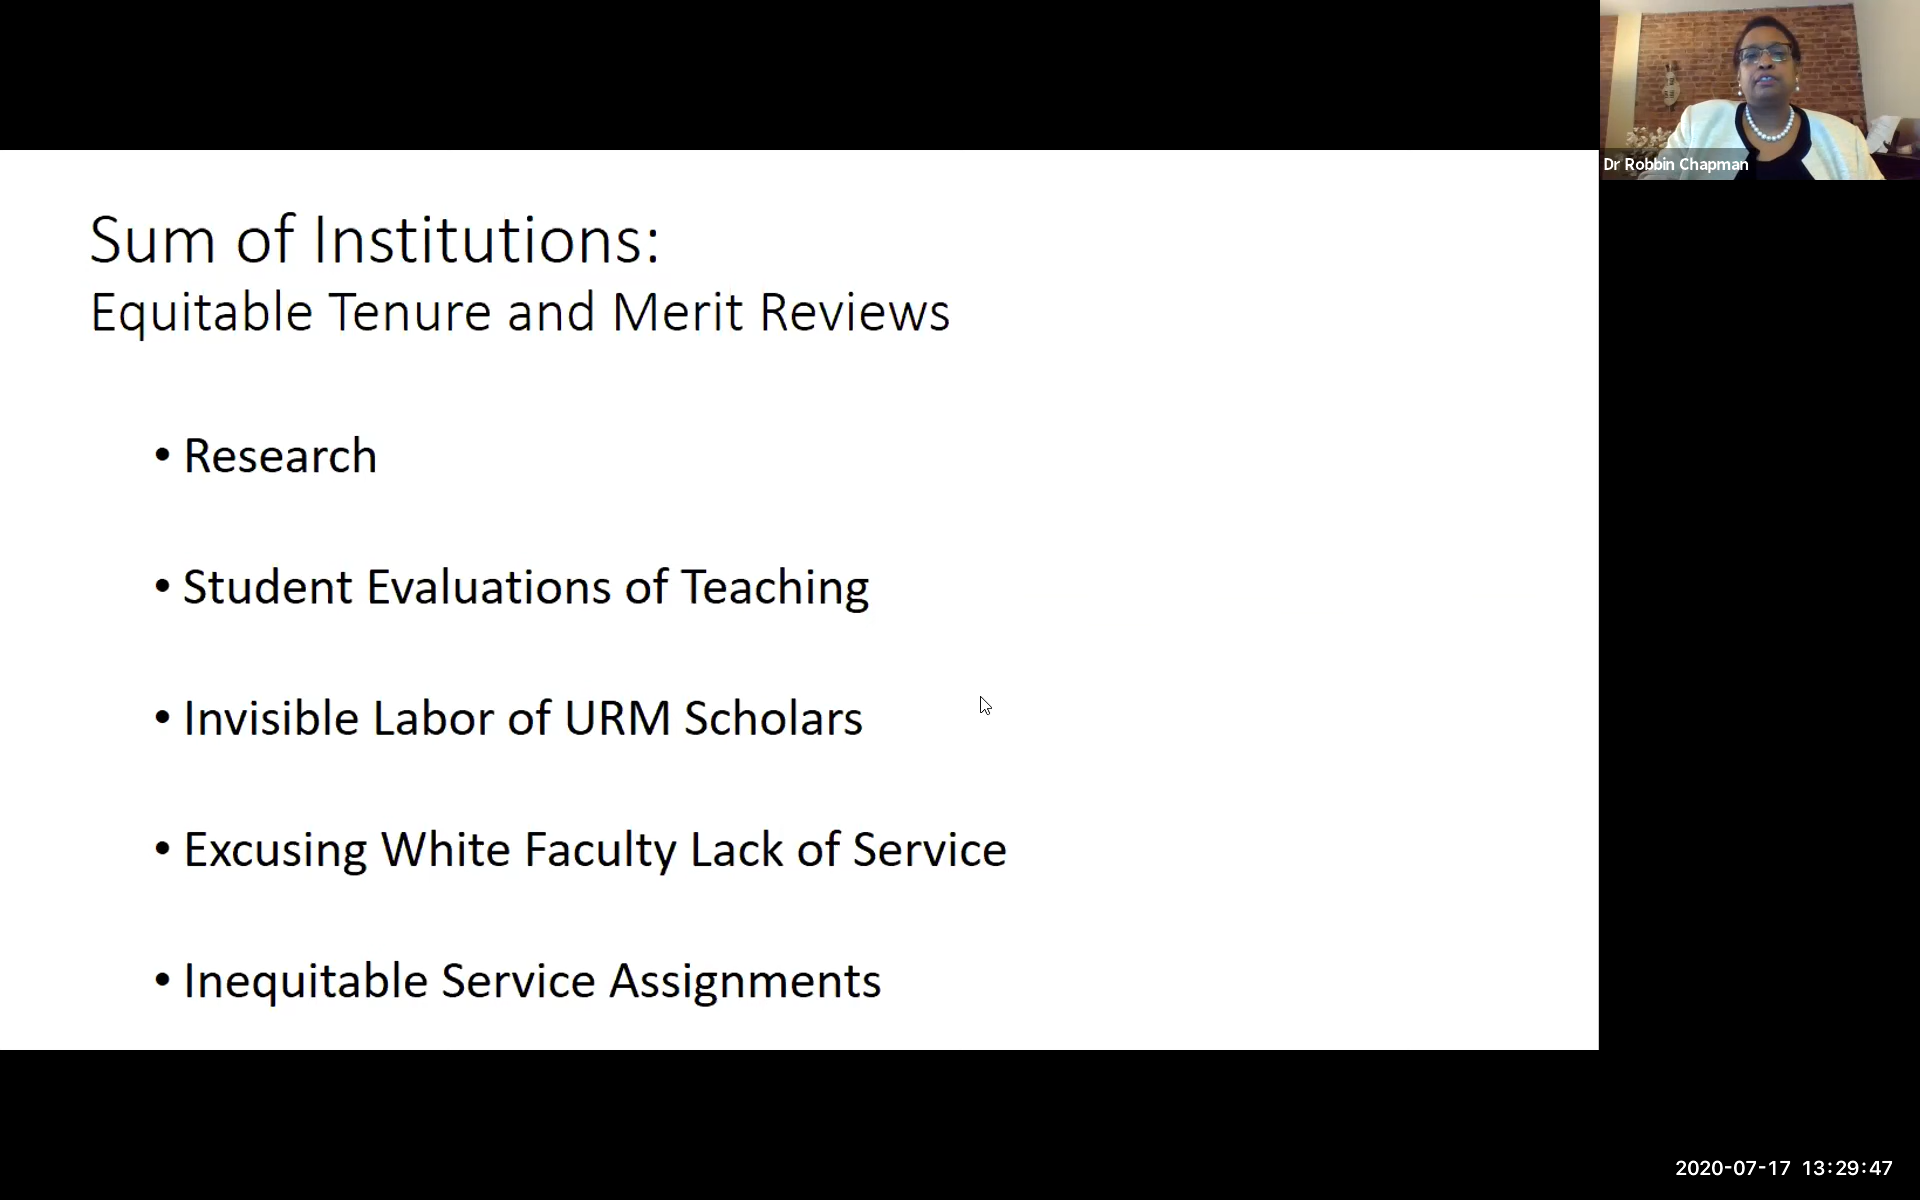 Dr Robbin Chapman
Sum of Institutions:
Equitable Tenure and Merit Reviews
• Research
• Student Evaluations of Teaching
• Invisible Labor of URM Scholars
• Excusing White Faculty Lack of Service
• Inequitable Service Assignments
2020-07-17 13:29:47